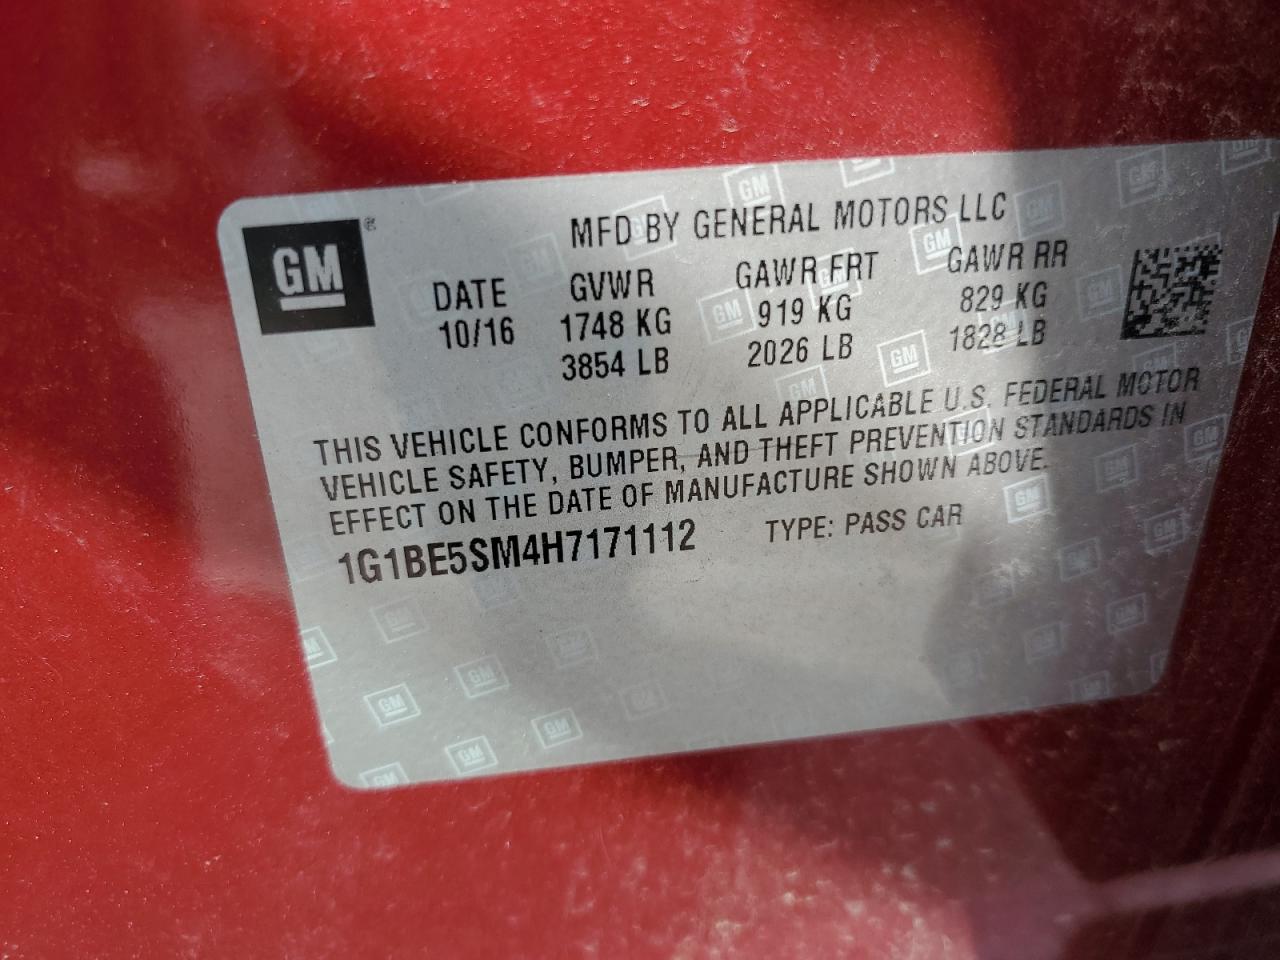 GM
MFD BY GENERAL MOTORS LLC
DATE GVWR GAWR FRT GAWR RR
10/16 1748 KG 919 KG 829 KG
3854 LB 2026 LB 1828 LB
THIS VEHICLE CONFORMS TO ALL APPLICABLE U.S. FEDERAL MOTOR
VEHICLE SAFETY, BUMPER, AND THEFT PREVENTION STANDARDS IN
EFFECT ON THE DATE OF MANUFACTURE SHOWN ABOVE.
1G1BE5SM4H7171112 TYPE: PASS CAR